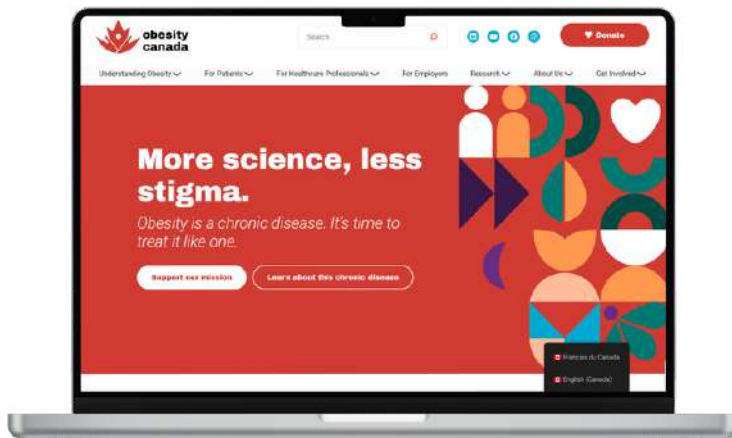 obesity
canada
Search
Donate
Understanding Obesity
For Patients
For Healthcare Professionals
For Employers
Research
About Us
Get Involved
More science, less
stigma.
Obesity is a chronic disease. It's time to
treat it like one.
Support our mission
Learn about this chronic disease
Français du Canada
English (Canada)